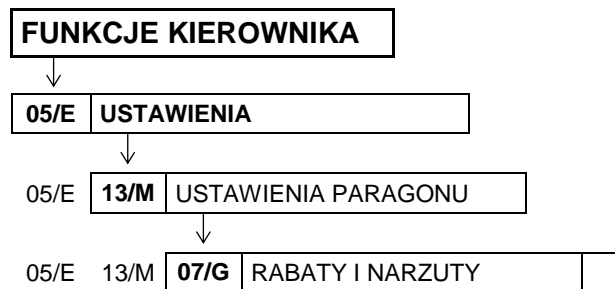 FUNKCJE KIEROWNIKA
05/E USTAWIENIA
05/E 13/M USTAWIENIA PARAGONU
05/E 13/M 07/G RABATY I NARZUTY